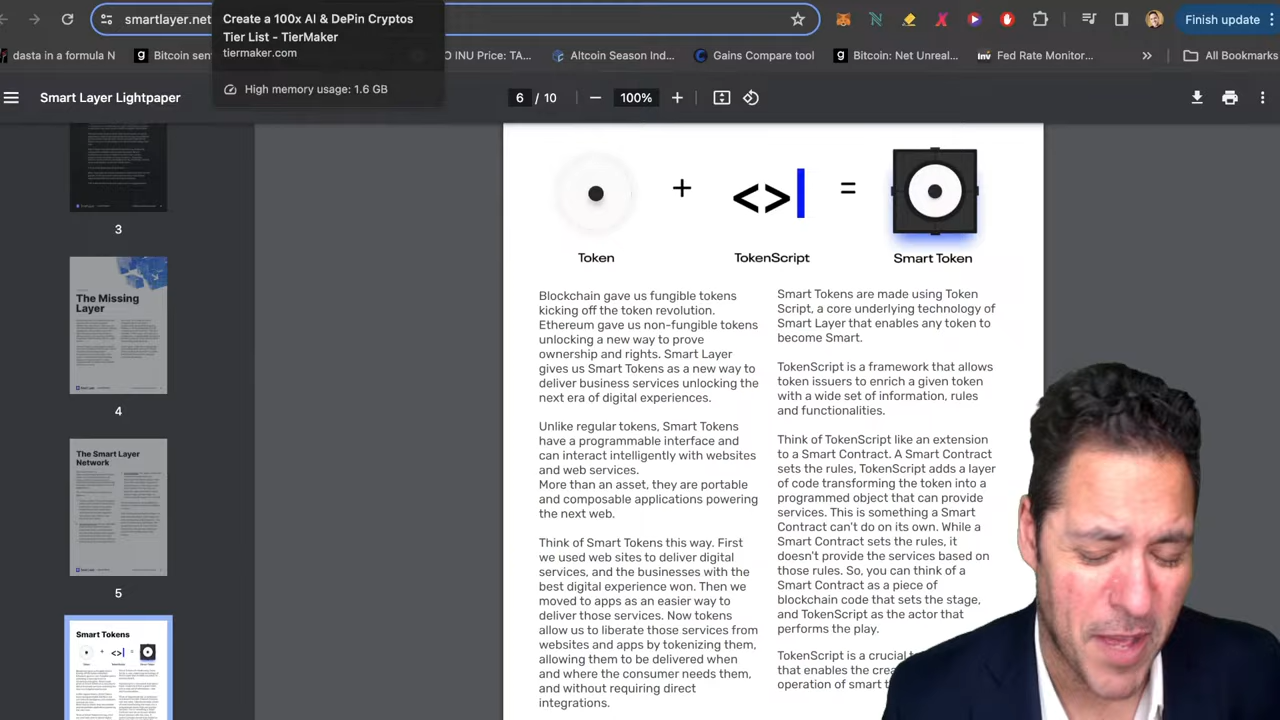 smartlayer.ne
Create a 100x AI & DePin Cryptos
Tier List - TierMaker
tiermaker.com
High memory usage: 1.6 GB
Finish update
dasta in a formula N
Bitcoin sen
O INU Price: TA...
Altcoin Season Ind...
Gains Compare tool
Bitcoin: Net Unreal...
Fed Rate Monitor...
All Bookmarks
Smart Layer Lightpaper
6 / 10
100%
3
The Missing
Layer
4
The Smart Layer
Network
5
Smart Tokens
+
<>
=
Token
TokenScript
Smart Token
Blockchain gave us fungible tokens
kicking off the token revolution.
Ethereum gave us non-fungible tokens
unlocking a new way to prove
ownership and rights. Smart Layer
gives us Smart Tokens as a new way to
deliver business services unlocking the
next era of digital experiences.
Unlike regular tokens, Smart Tokens
have a programmable interface and
can interact intelligently with websites
and web services.
More than an asset, they are portable
and composable applications powering
the next web.
Think of Smart Tokens this way. First
we used web sites to deliver digital
services, and the businesses with the
best digital experience won. Then we
moved to apps as an easier way to
deliver those services. Now tokens
allow us to liberate those services from
websites and apps by tokenizing them,
allowing them to be delivered when
and where the consumer needs them,
and without requiring direct
integrations.
Smart Tokens are made using Token
Script, a core underlying technology of
Smart Layer that enables any token to
become Smart.
TokenScript is a framework that allows
token issuers to enrich a given token
with a wide set of information, rules
and functionalities.
Think of TokenScript like an extension
to a Smart Contract. A Smart Contract
sets the rules, TokenScript adds a layer
of code transforming the token into a
programmed object that can provide
services. This is something a Smart
Contract can't do on its own. While a
Smart Contract sets the rules, it
doesn't provide the services based on
those rules. So, you can think of a
Smart Contract as a piece of
blockchain code that sets the stage,
and TokenScript as the actor that
performs the play.
TokenScript is a crucial
that shapes the crea
operation of smart t